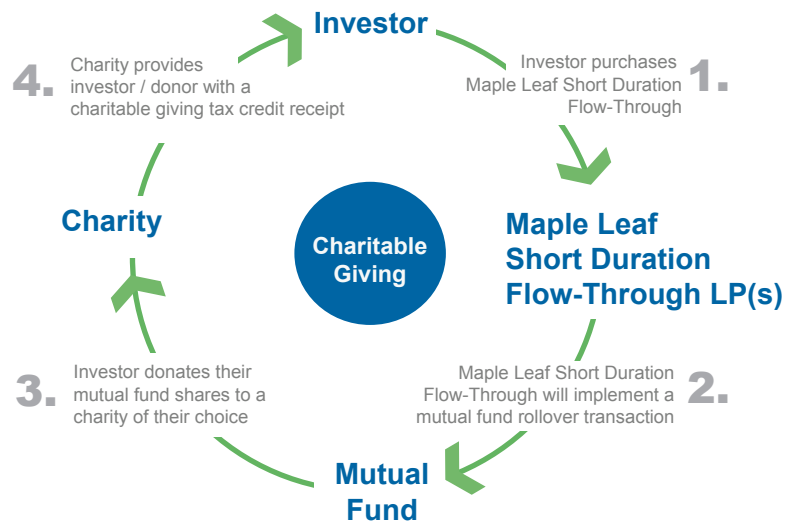 Investor
1.
Investor purchases
Maple Leaf Short Duration
Flow-Through
Maple Leaf
Short Duration
Flow-Through LP(s)
2.
Maple Leaf Short Duration
Flow-Through will implement a
mutual fund rollover transaction
Mutual
Fund
3.
Investor donates their
mutual fund shares to a
charity of their choice
Charity
4.
Charity provides
investor / donor with a
charitable giving tax credit receipt
Charitable
Giving